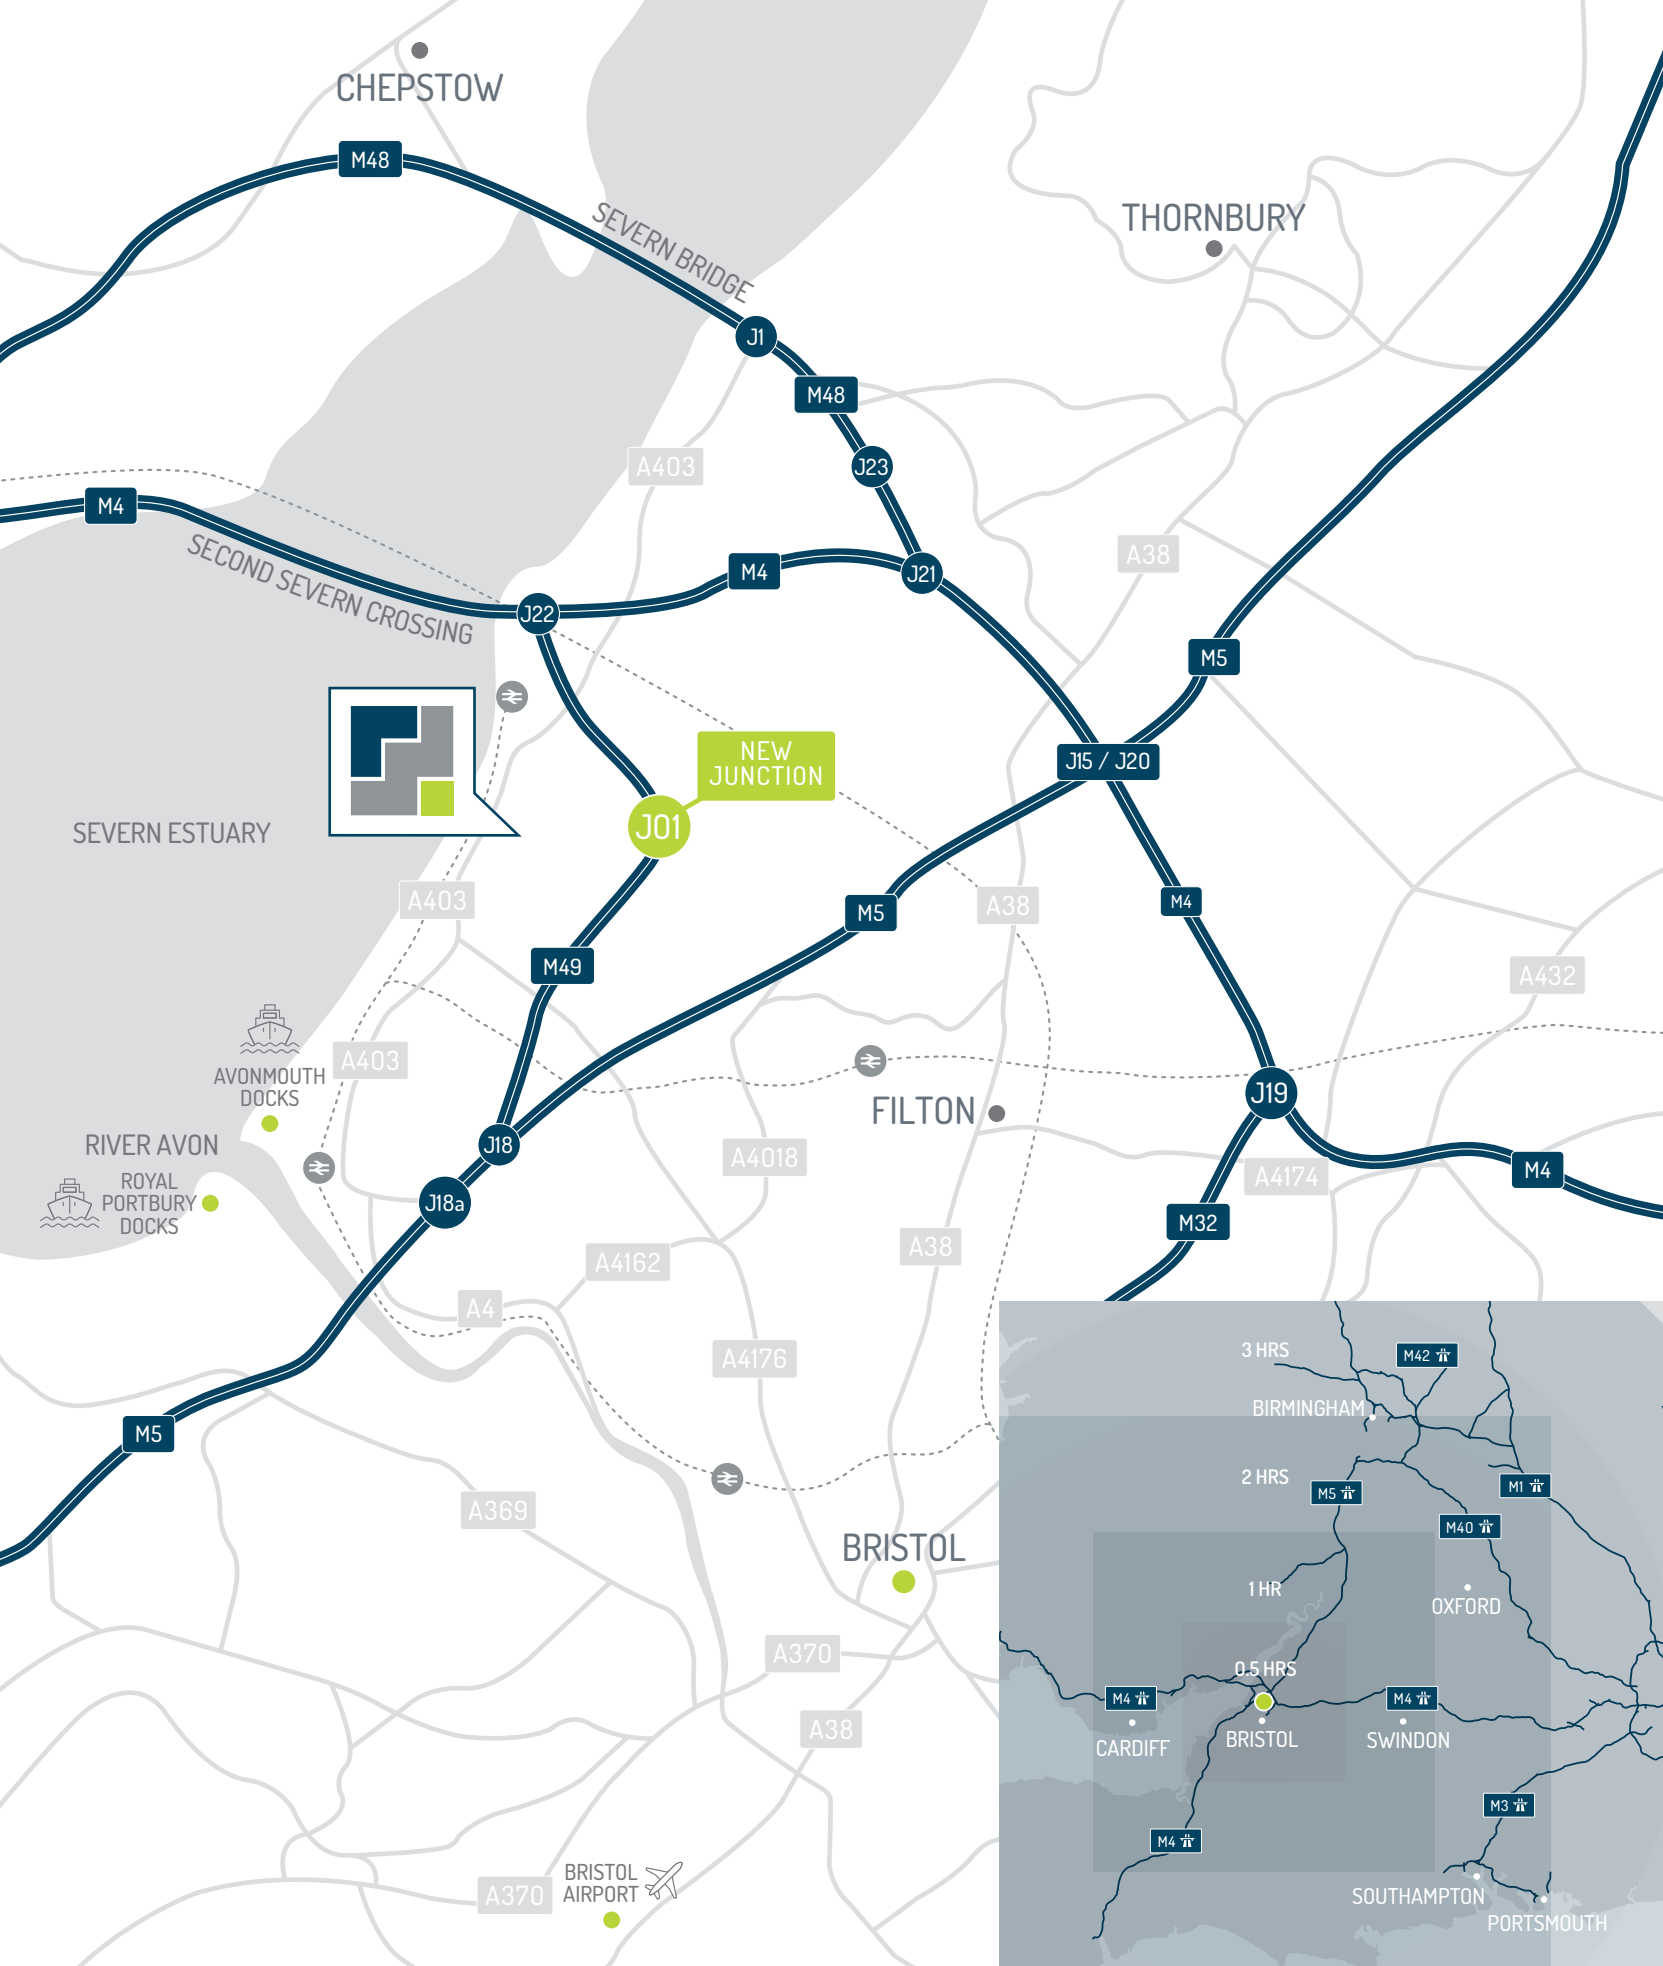 CHEPSTOW
M48
THORNBURY
SEVERN BRIDGE
J1
M48
A403
J23
M4
SECOND SEVERN CROSSING
A38
M4
J21
J22
M5
NEW
JUNCTION
J15 / J20
J01
SEVERN ESTUARY
A403
M5
A38
M4
M49
A432
AVONMOUTH
DOCKS
A403
FILTON
J19
RIVER AVON
J18
A4018
M4
A4174
ROYAL
PORTBURY
DOCKS
J18a
M32
A4162
A38
A4
A4176
M5
A369
BRISTOL
A370
A38
BRISTOL
AIRPORT
A370
3 HRS
M42
BIRMINGHAM
2 HRS
M5
M1
M40
1 HR
OXFORD
0.5 HRS
M4
M4
CARDIFF
BRISTOL
SWINDON
M3
M4
SOUTHAMPTON
PORTSMOUTH